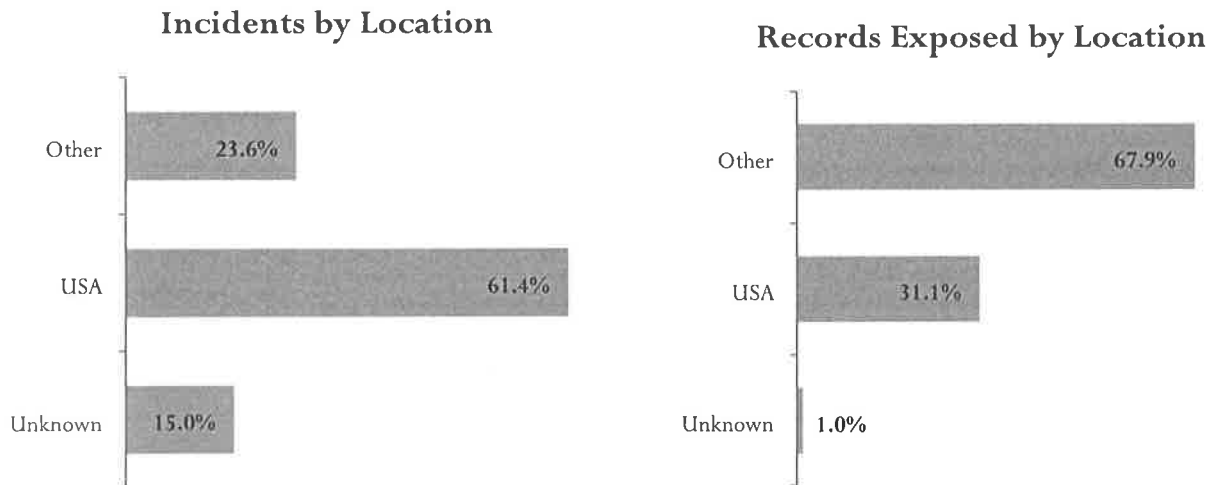 Incidents by Location
Other
23.6%
USA
61.4%
Unknown
15.0%
Records Exposed by Location
Other
67.9%
USA
31.1%
Unknown
1.0%